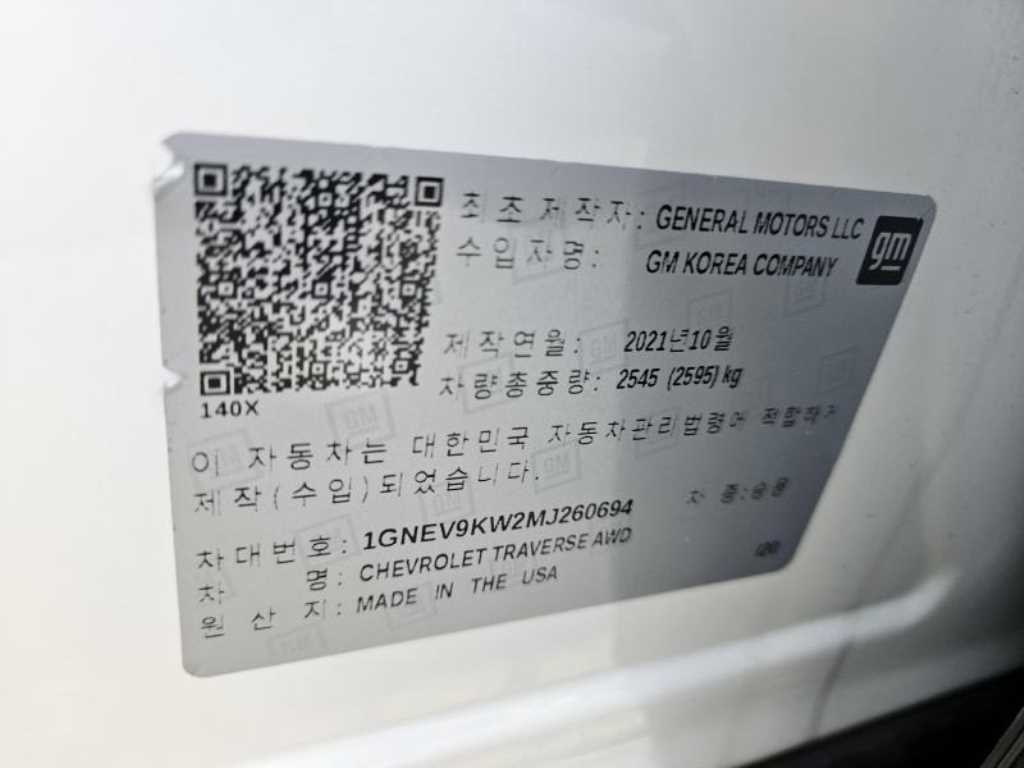 최초제작자: GENERAL MOTORS LLC
gm
수입자명: GM KOREA COMPANY
제작연월: 2021년10월
차량총중량: 2545 (2595) kg
140X
이 자동차는 대한민국 자동차관리법령에 적합하게
제작(수입)되었습니다.
차대번호: 1GNEV9KW2MJ260694
차종:승용
차명: CHEVROLET TRAVERSE AWD
원산지: MADE IN THE USA